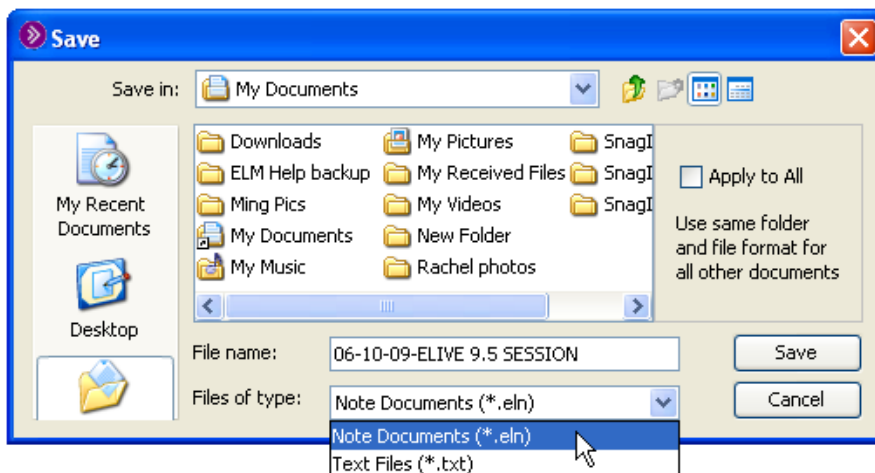 Save
Save in: My Documents
My Recent
Documents
Desktop
Downloads
ELM Help backup
Ming Pics
My Documents
My Music
My Pictures
My Received Files
My Videos
New Folder
Rachel photos
SnagI
SnagI
SnagI
Apply to All
Use same folder
and file format for
all other documents
File name: 06-10-09-ELIVE 9.5 SESSION
Save
Files of type: Note Documents (*.eln)
Cancel
Note Documents (*.eln)
Text Files (*.txt)